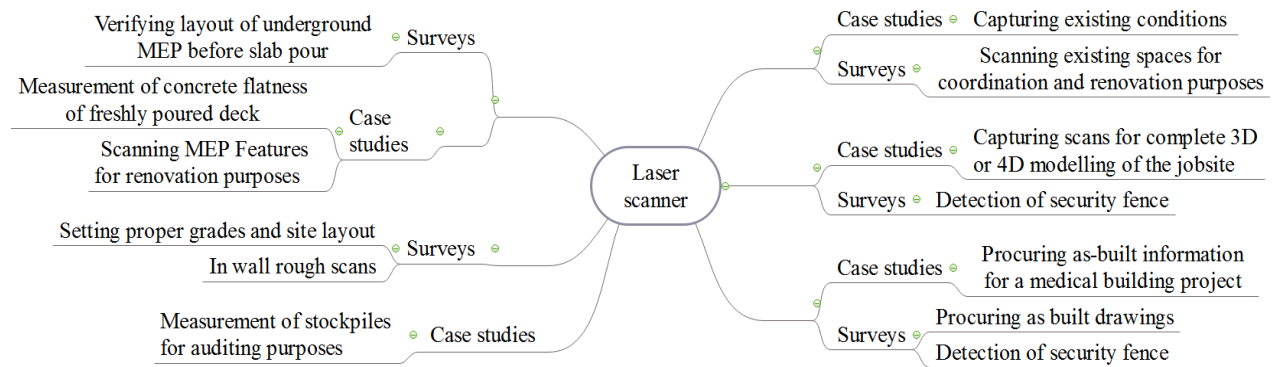 Verifying layout of underground
MEP before slab pour
Surveys
Measurement of concrete flatness
of freshly poured deck
Case
studies
Scanning MEP Features
for renovation purposes
Setting proper grades and site layout
Surveys
In wall rough scans
Measurement of stockpiles
for auditing purposes
Case studies
Laser
scanner
Case studies
Capturing existing conditions
Surveys
Scanning existing spaces for
coordination and renovation purposes
Case studies
Capturing scans for complete 3D
or 4D modelling of the jobsite
Surveys
Detection of security fence
Case studies
Procuring as-built information
for a medical building project
Surveys
Procuring as built drawings
Detection of security fence